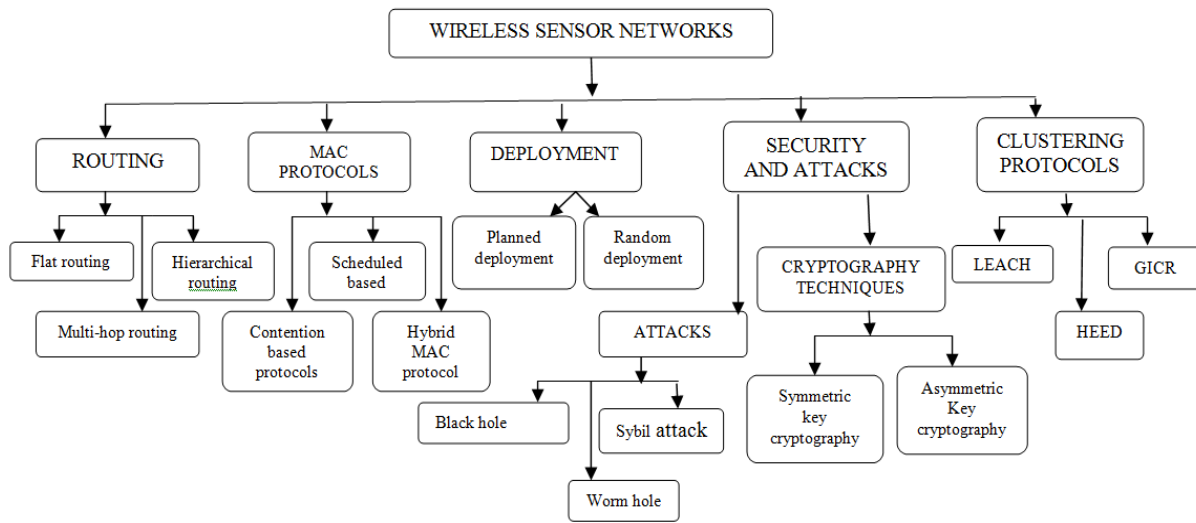 WIRELESS SENSOR NETWORKS
ROUTING
MAC
PROTOCOLS
DEPLOYMENT
SECURITY
AND ATTACKS
CLUSTERING
PROTOCOLS
Flat routing
Hierarchical
routing
Multi-hop routing
Scheduled
based
Contention
based
protocols
Hybrid
MAC
protocol
Planned
deployment
Random
deployment
ATTACKS
Black hole
Sybil attack
Worm hole
CRYPTOGRAPHY
TECHNIQUES
Symmetric
key
cryptography
Asymmetric
Key
cryptography
LEACH
GICR
HEED